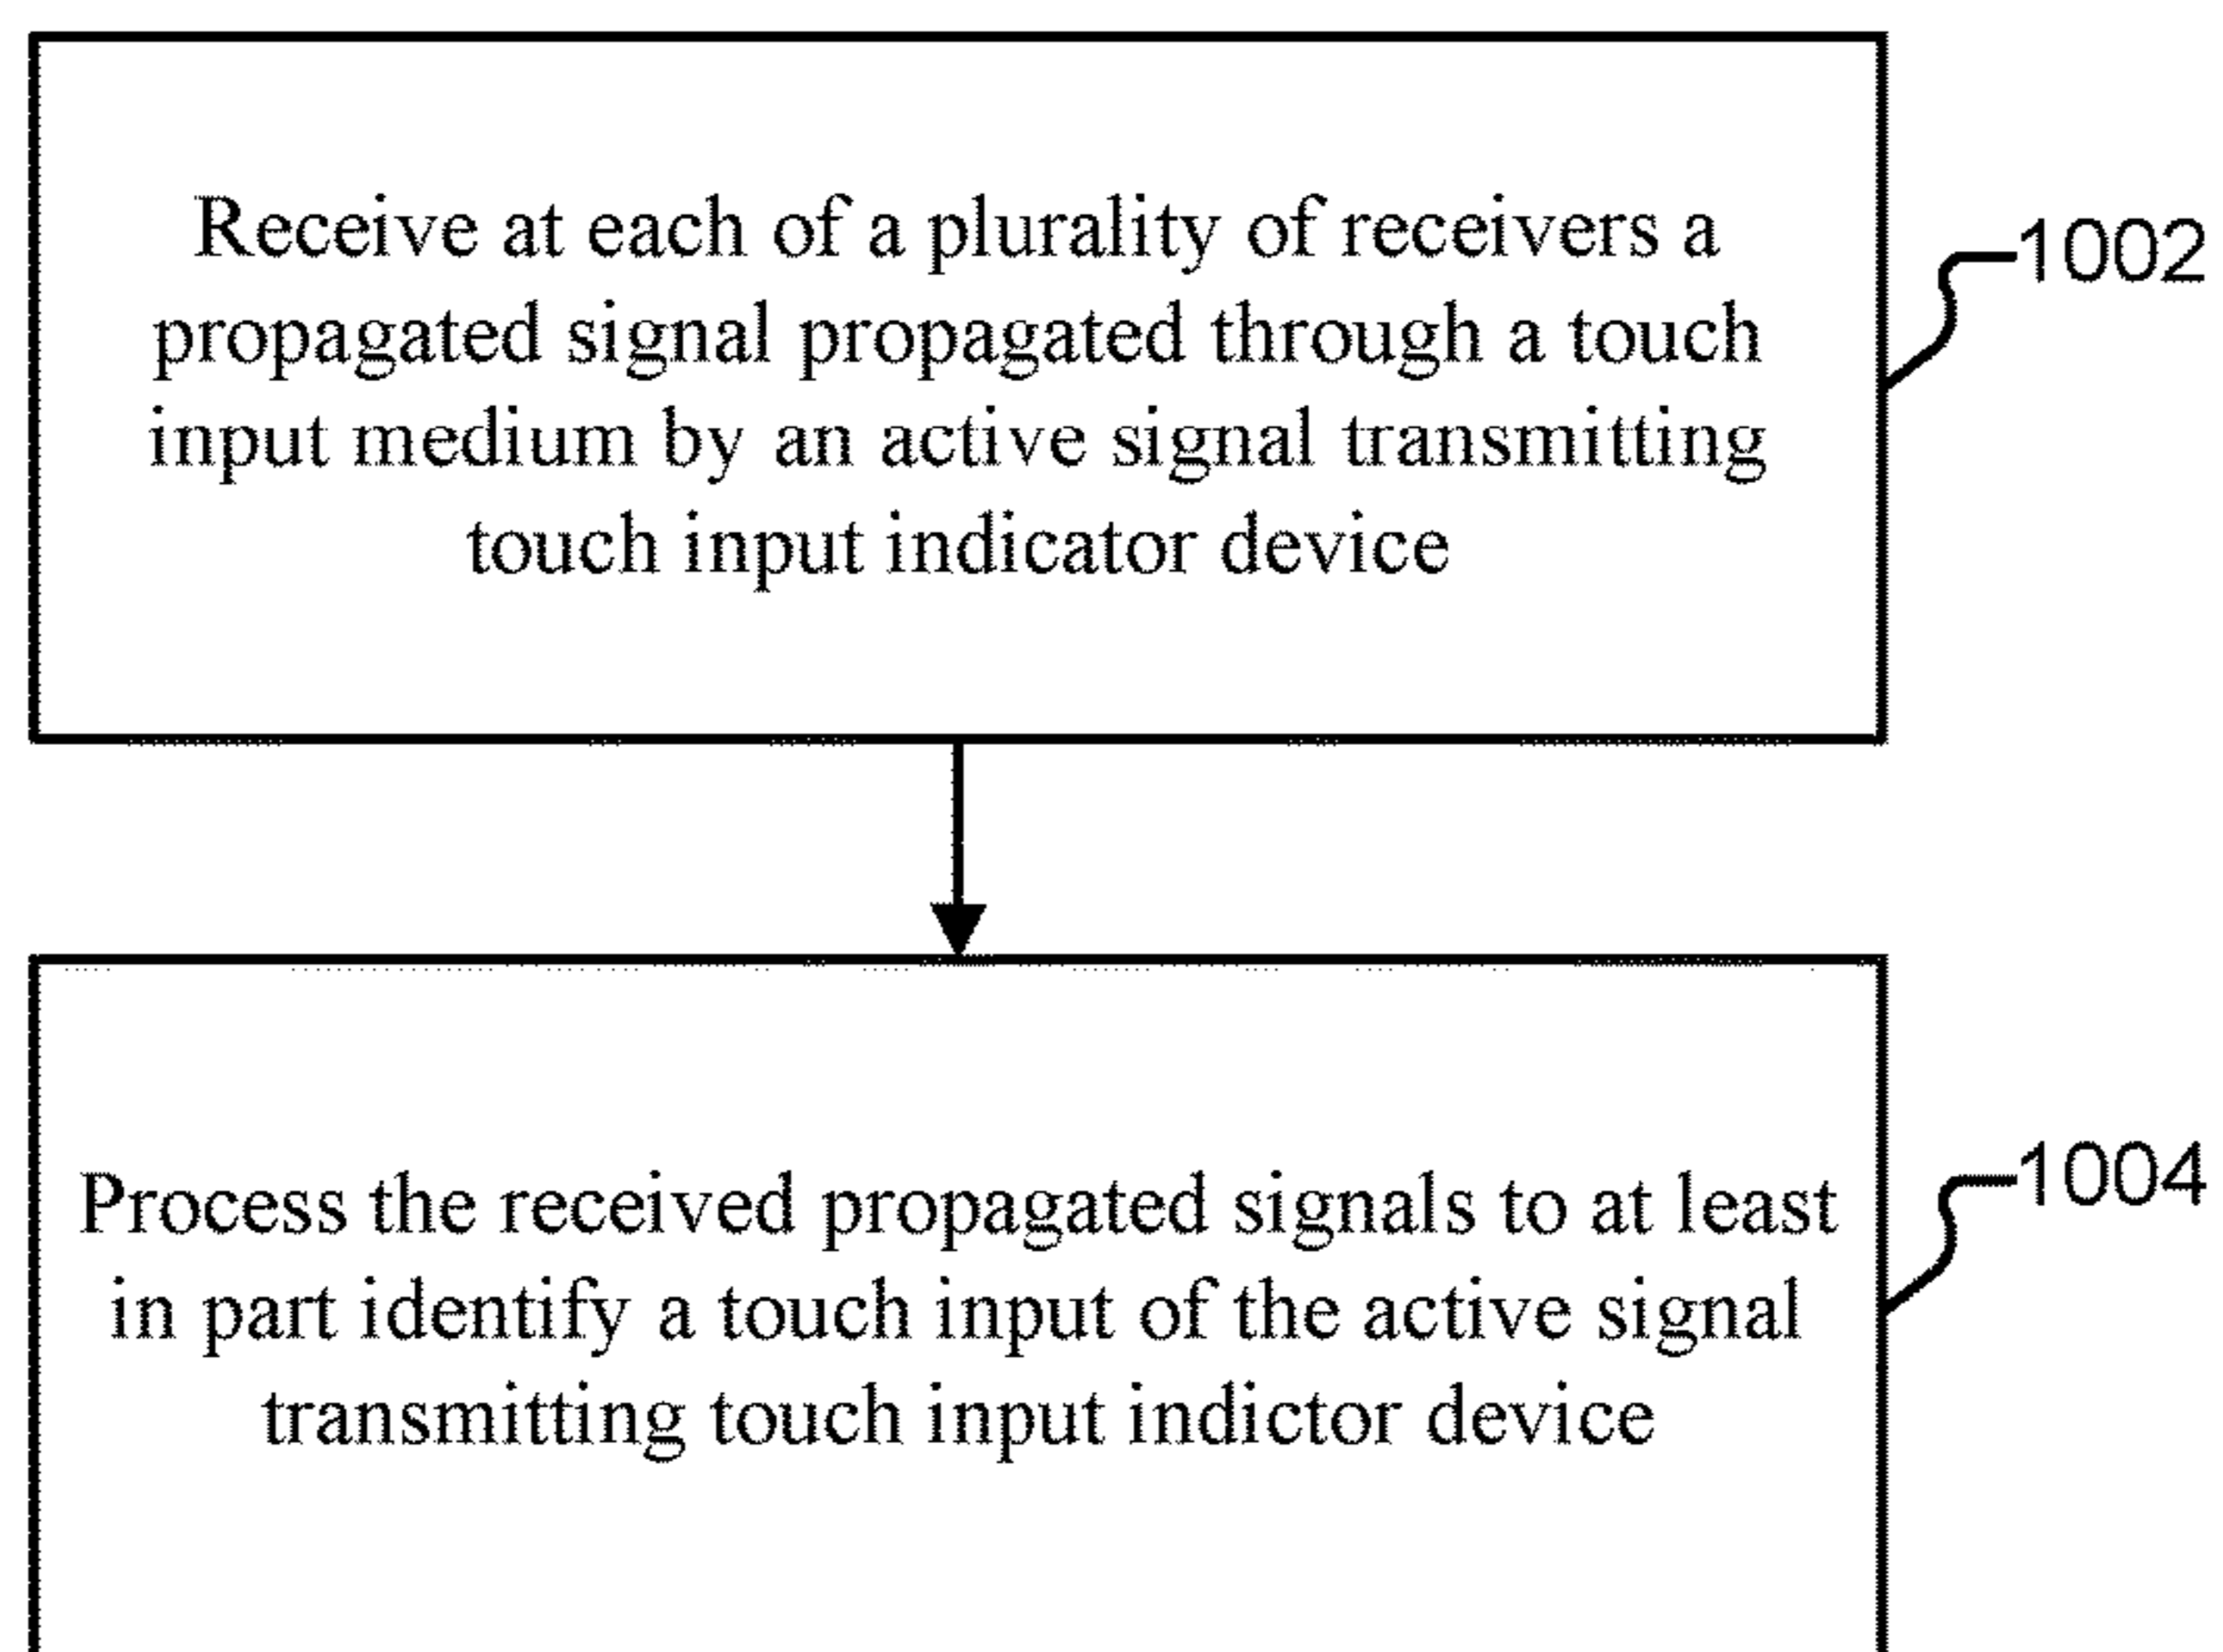 Receive at each of a plurality of receivers a
propagated signal propagated through a touch
input medium by an active signal transmitting
touch input indicator device
1002
Process the received propagated signals to at least
in part identify a touch input of the active signal
transmitting touch input indictor device
1004